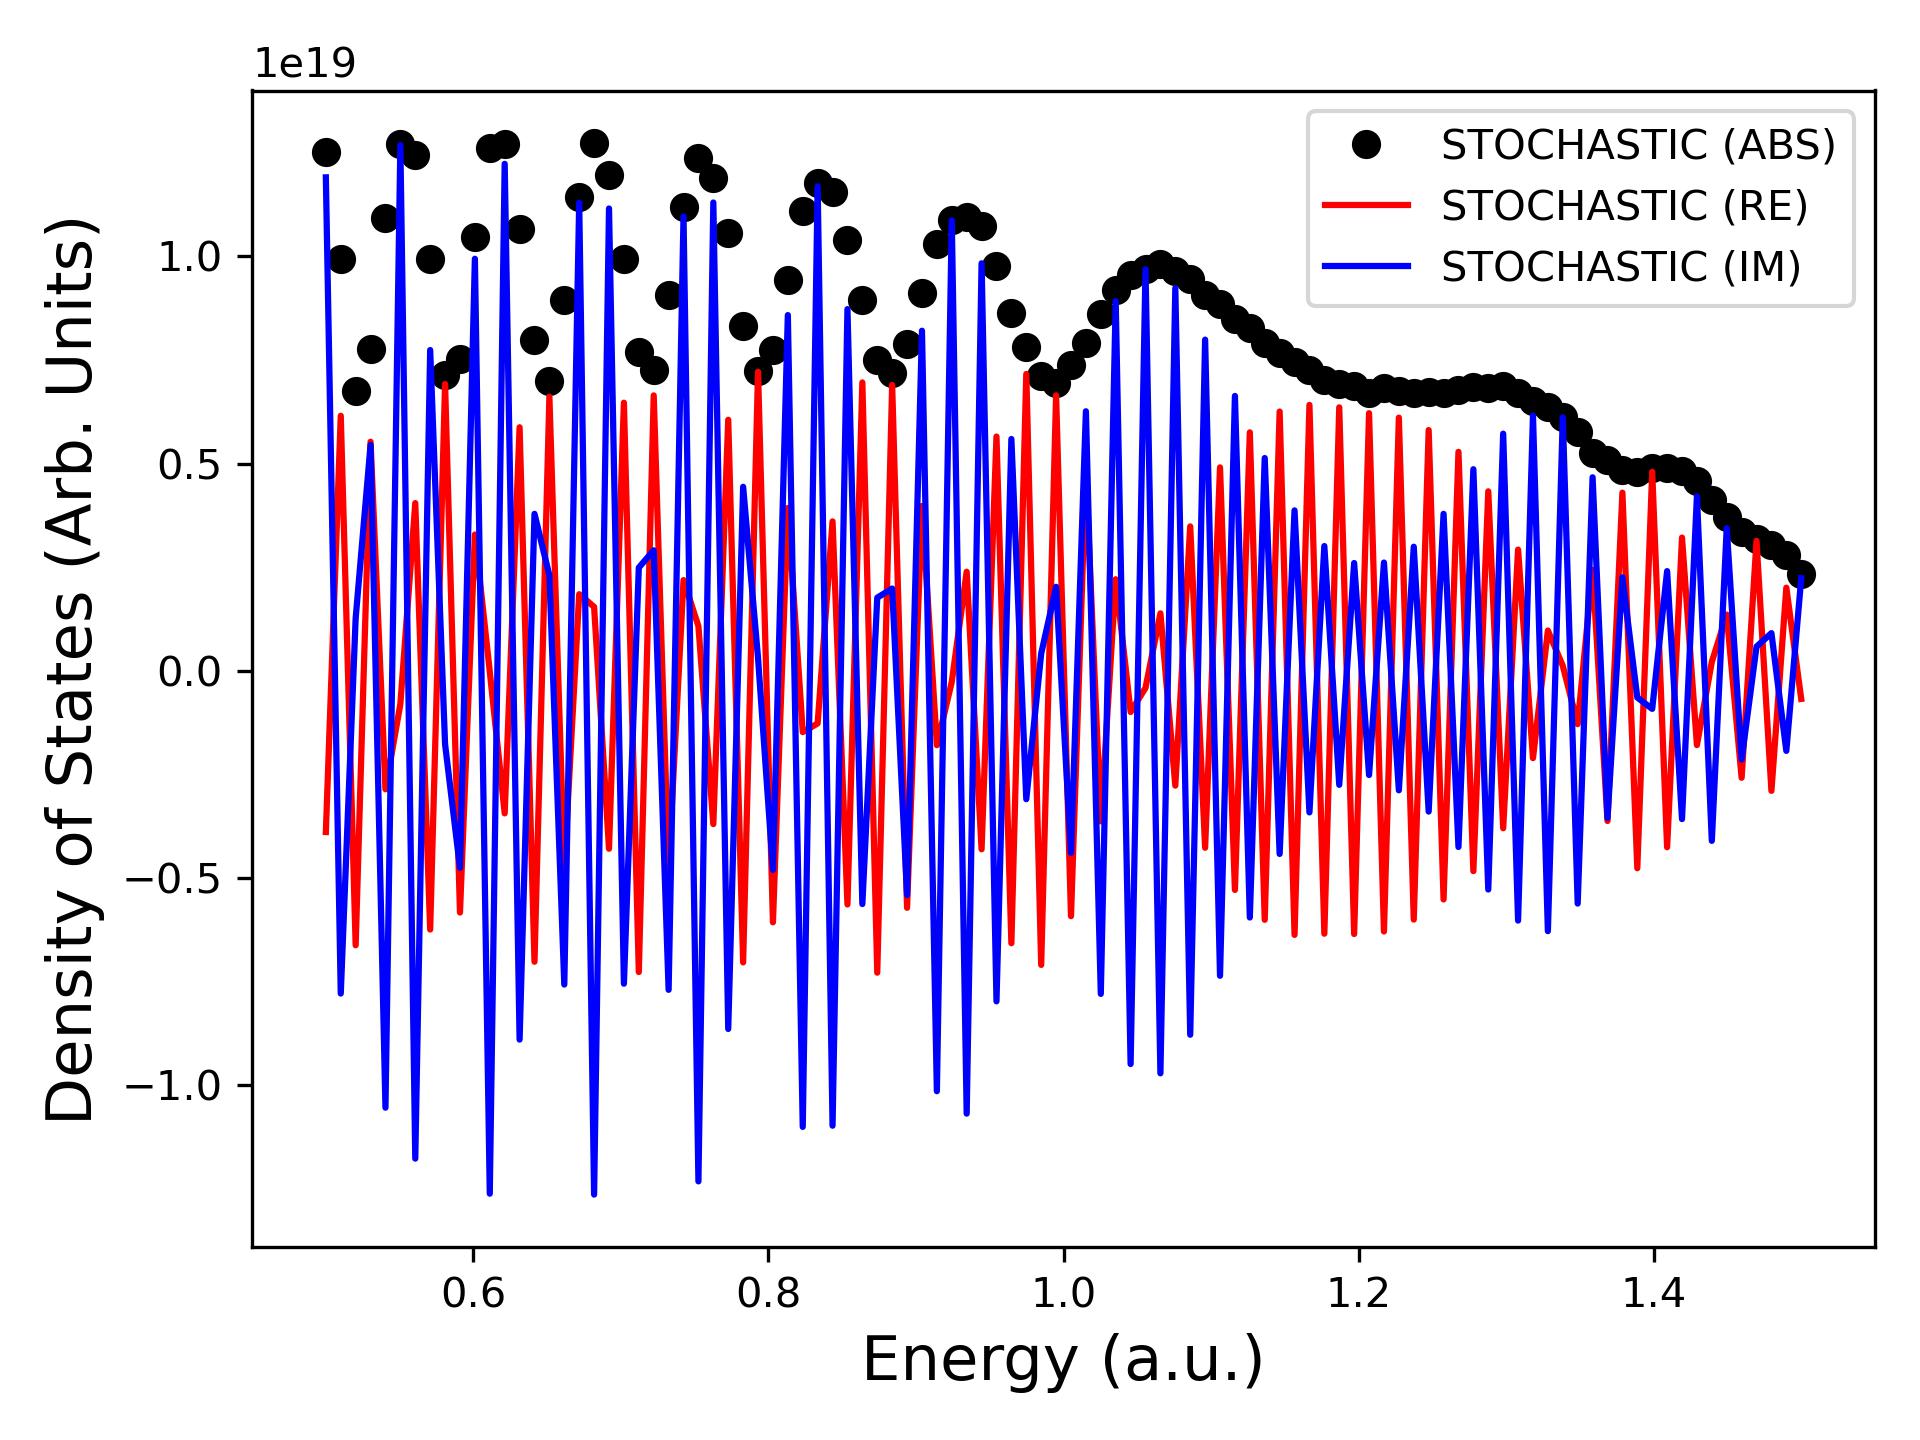 1e19
STOCHASTIC (ABS)
STOCHASTIC (RE)
STOCHASTIC (IM)
Density of States (Arb. Units)
1.0
0.5
0.0
−0.5
−1.0
0.6 0.8 1.0 1.2 1.4
Energy (a.u.)